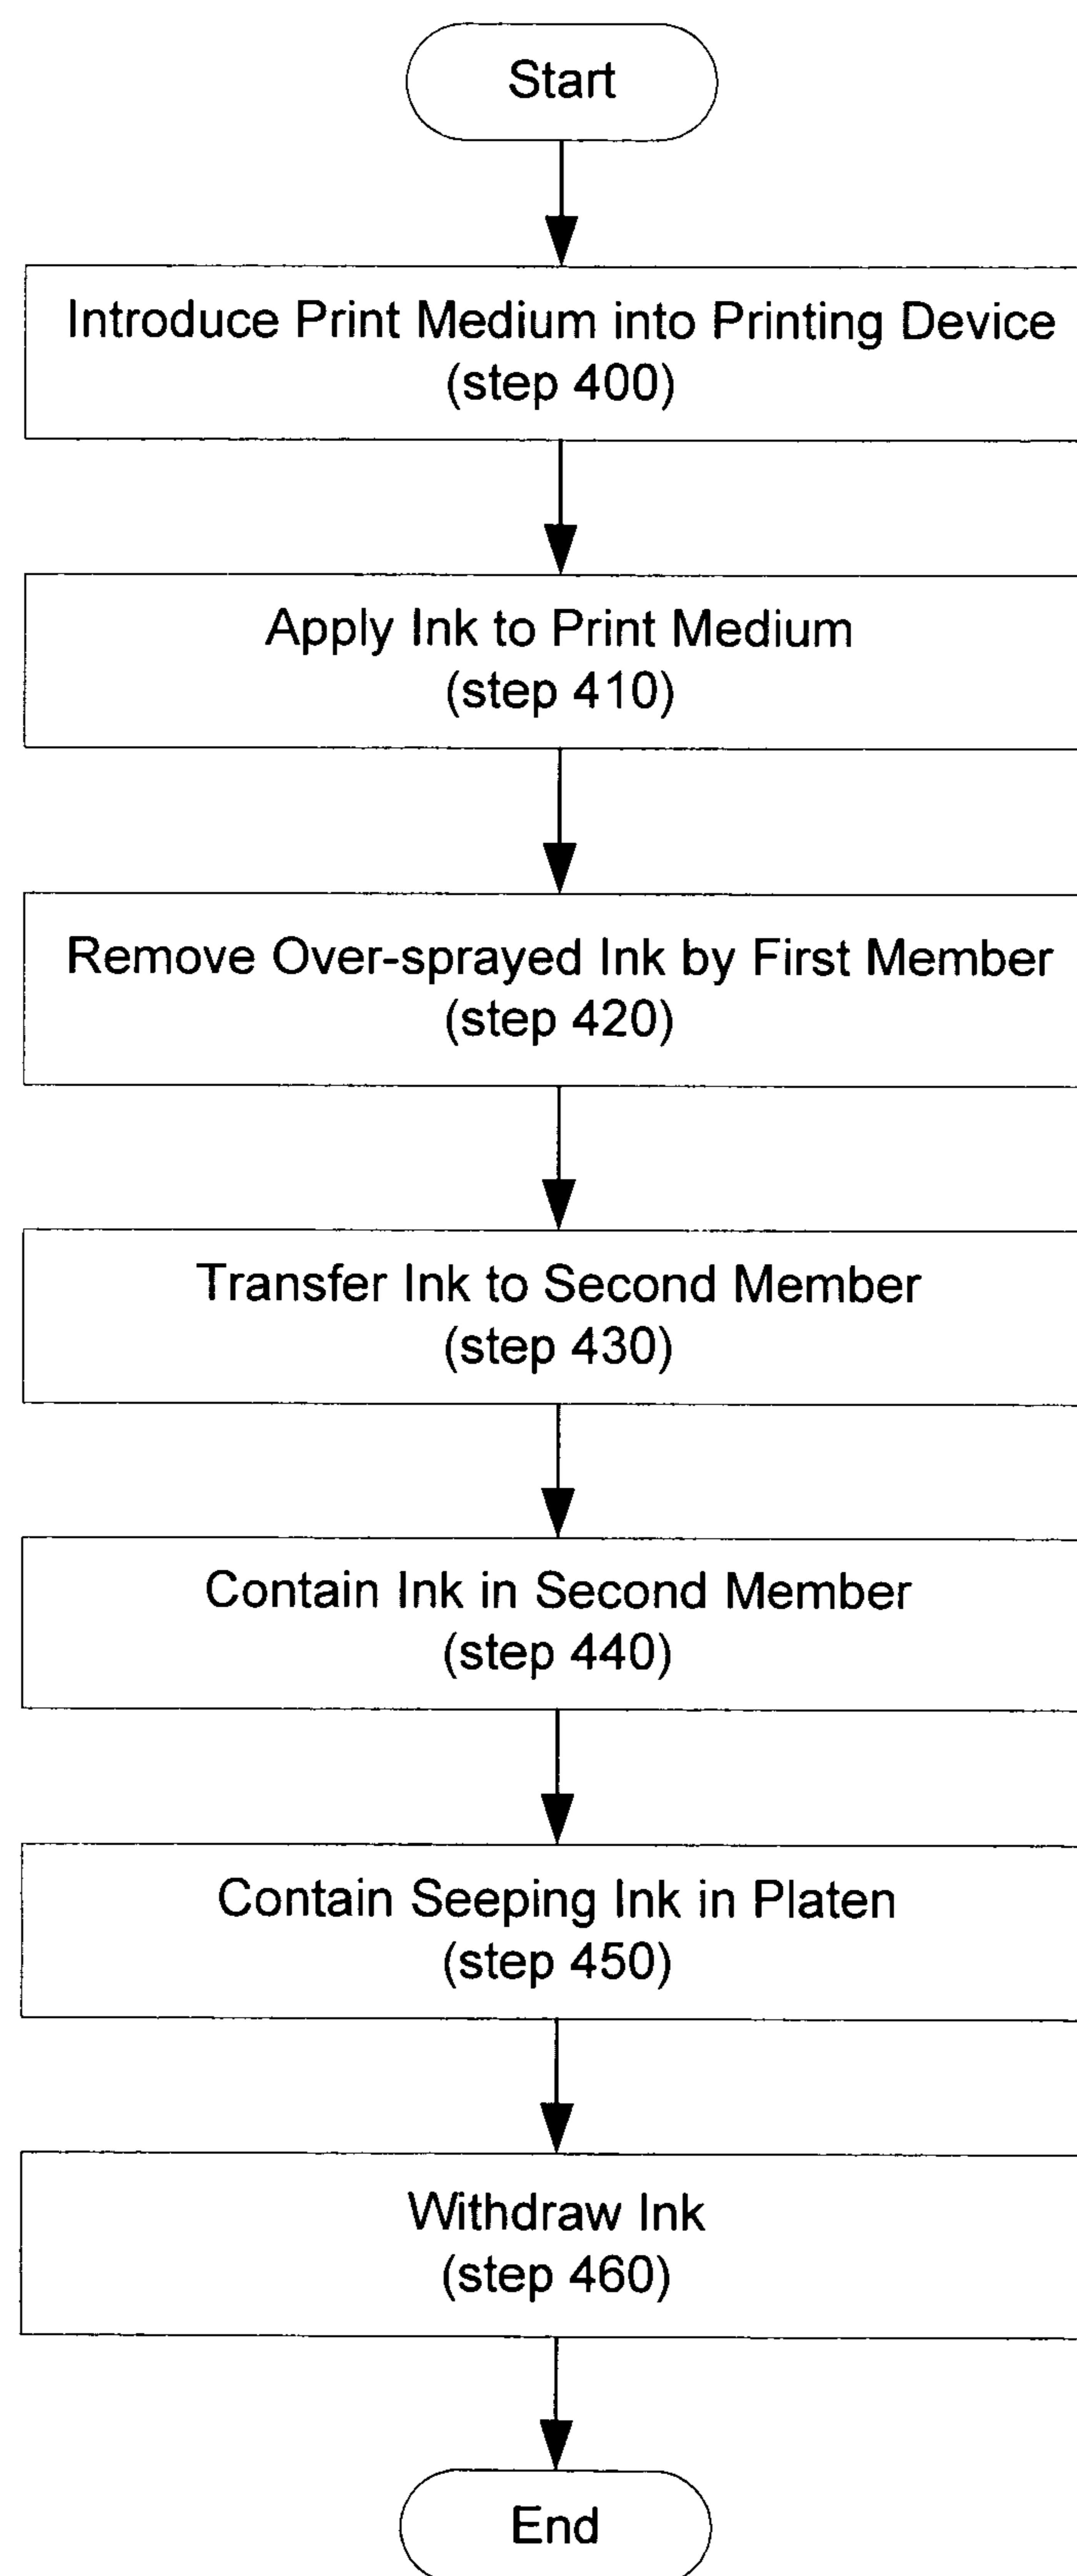 Start
Introduce Print Medium into Printing Device
(step 400)
Apply Ink to Print Medium
(step 410)
Remove Over-sprayed Ink by First Member
(step 420)
Transfer Ink to Second Member
(step 430)
Contain Ink in Second Member
(step 440)
Contain Seeping Ink in Platen
(step 450)
Withdraw Ink
(step 460)
End